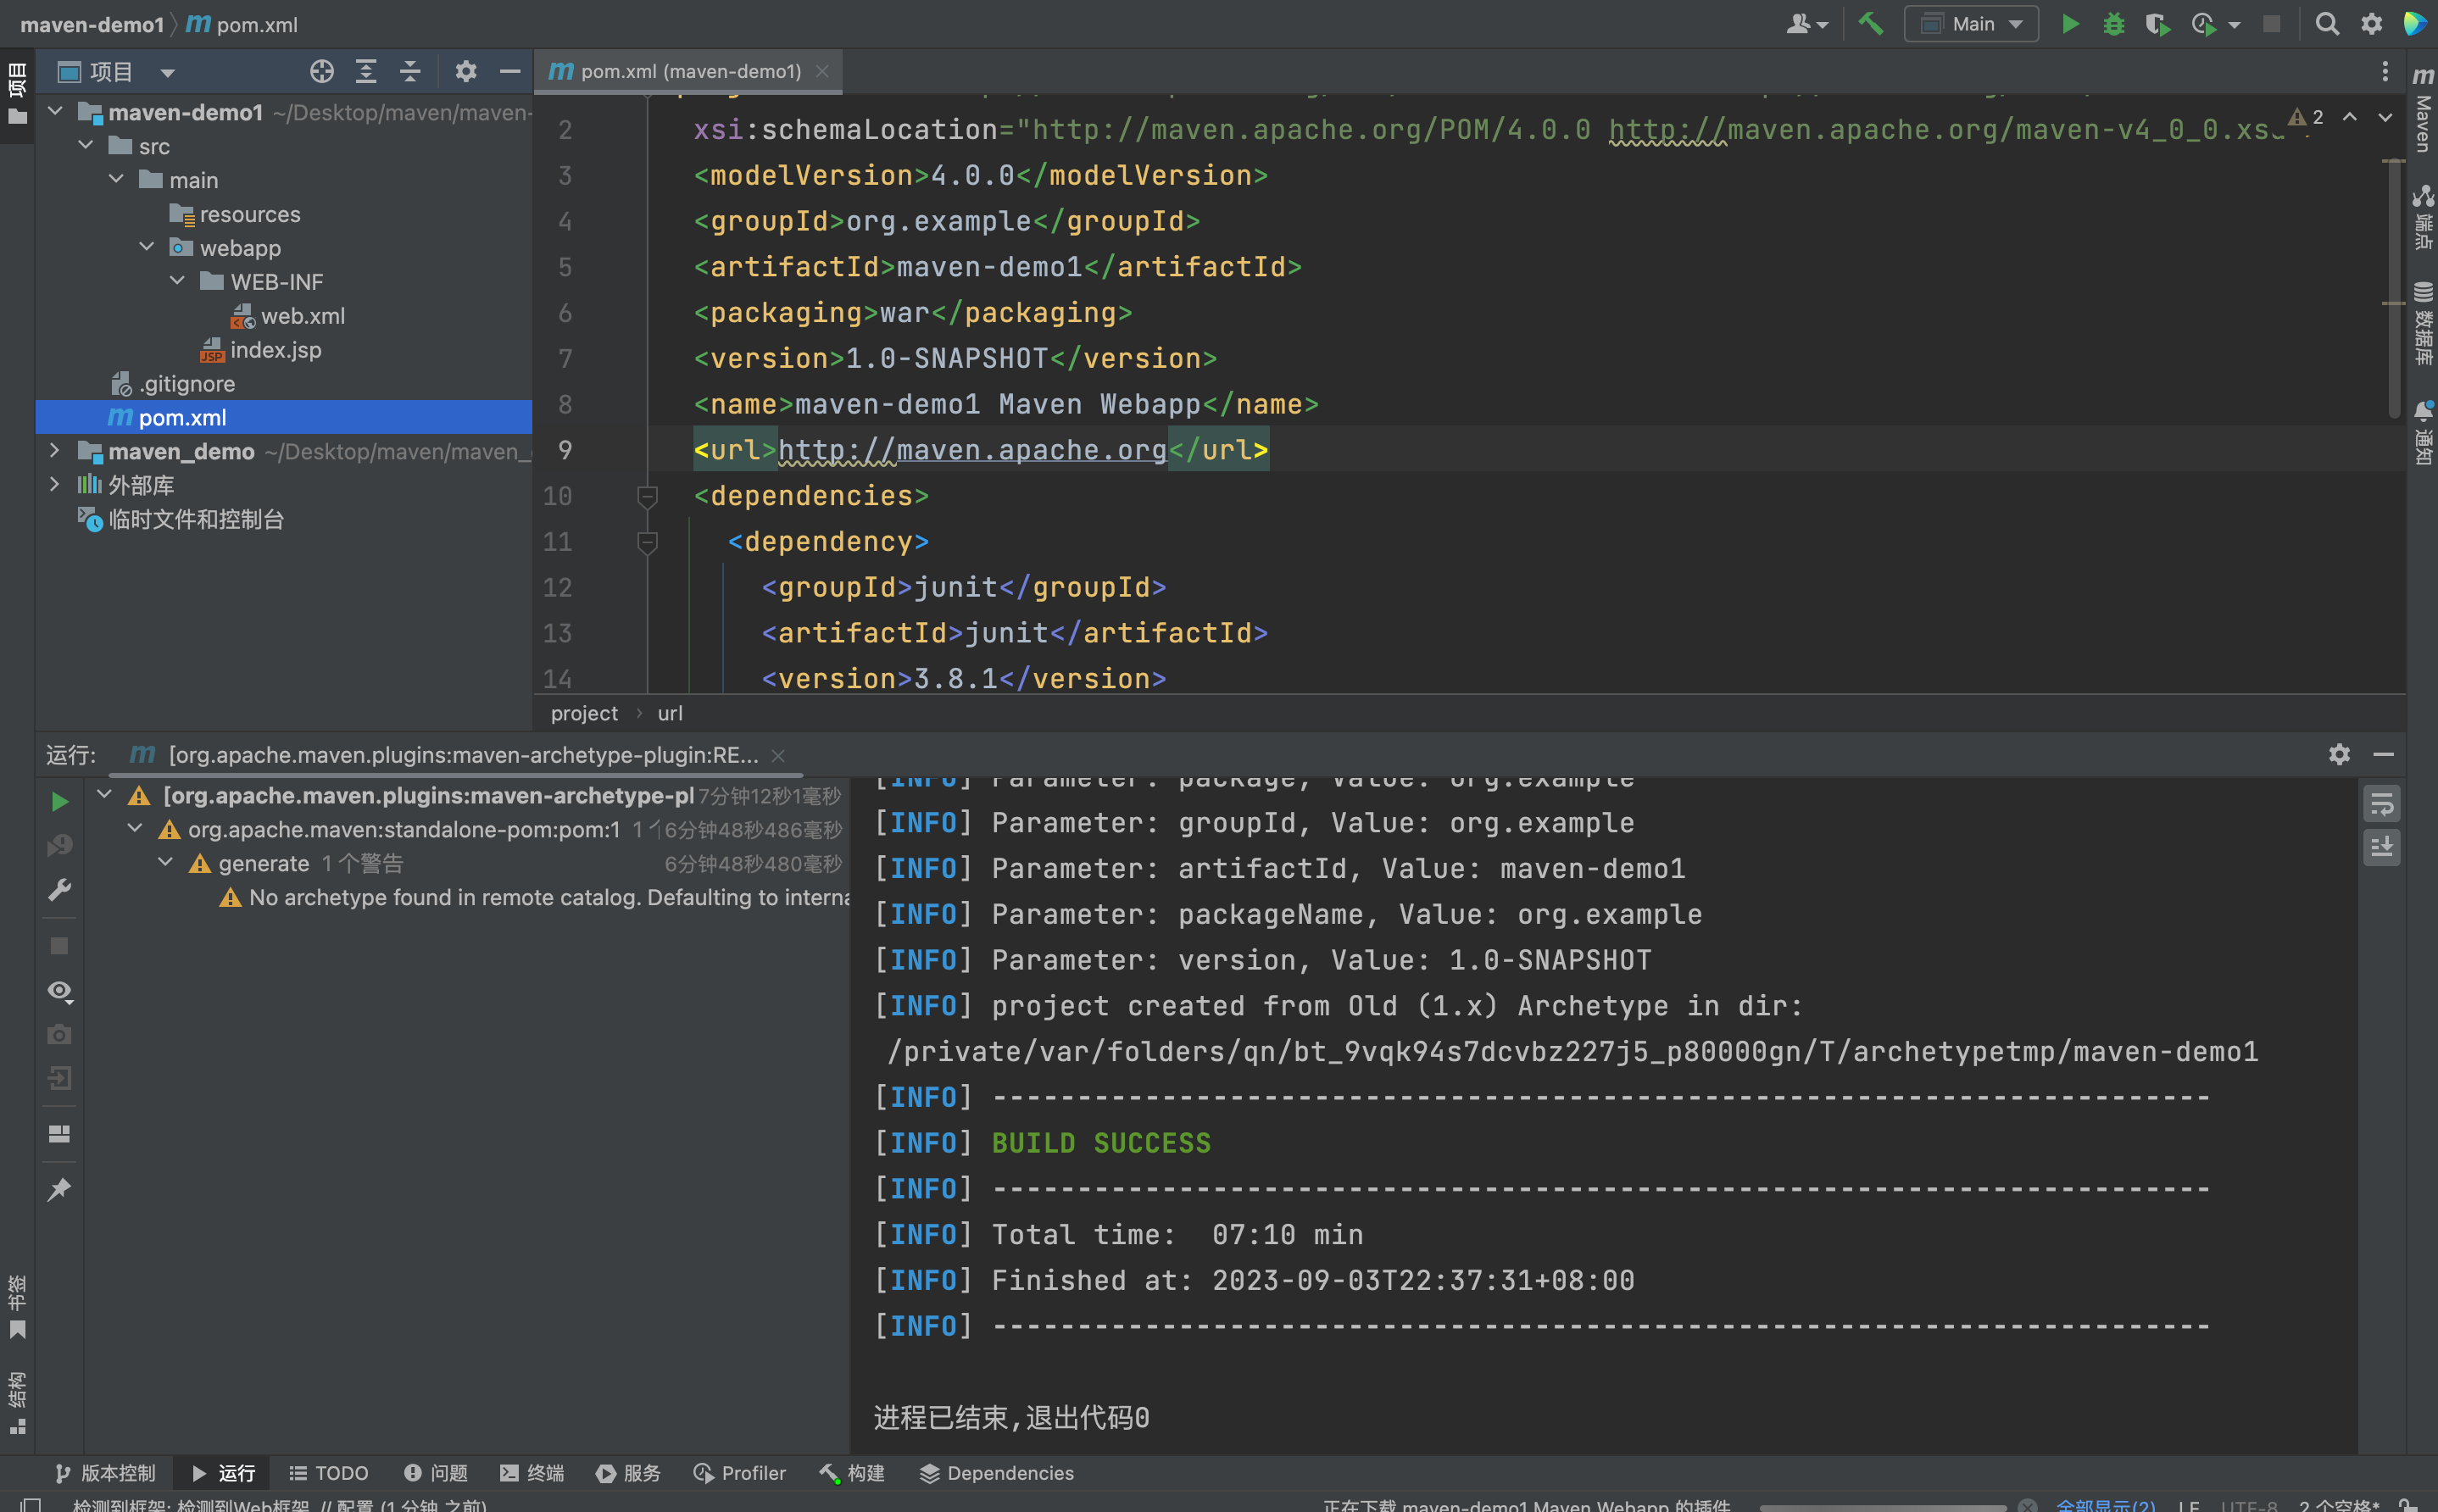 maven-demo1 pom.xml
Main
项目
pom.xml (maven-demo1)
项目
maven-demo1 ~/Desktop/maven/maven-
src
main
resources
webapp
WEB-INF
web.xml
index.jsp
.gitignore
pom.xml
maven_demo ~/Desktop/maven/maven_
外部库
临时文件和控制台
2 xsi:schemaLocation="http://maven.apache.org/POM/4.0.0 http://maven.apache.org/maven-v4_0_0.xsd
2
3 <modelVersion>4.0.0</modelVersion>
4 <groupId>org.example</groupId>
5 <artifactId>maven-demo1</artifactId>
6 <packaging>war</packaging>
7 <version>1.0-SNAPSHOT</version>
8 <name>maven-demo1 Maven Webapp</name>
9 <url>http://maven.apache.org</url>
10 <dependencies>
11 <dependency>
12 <groupId>junit</groupId>
13 <artifactId>junit</artifactId>
14 <version>3.8.1</version>
project › url
Maven
端点
数据库
通知
运行: [org.apache.maven.plugins:maven-archetype-plugin:RE...
[org.apache.maven.plugins:maven-archetype-pl 7分钟12秒1毫秒
org.apache.maven:standalone-pom:pom:1 1 个 6分钟48秒486毫秒
generate 1 个警告 6分钟48秒480毫秒
No archetype found in remote catalog. Defaulting to interna
[INFO] Parameter: package, Value: org.example
[INFO] Parameter: groupId, Value: org.example
[INFO] Parameter: artifactId, Value: maven-demo1
[INFO] Parameter: packageName, Value: org.example
[INFO] Parameter: version, Value: 1.0-SNAPSHOT
[INFO] project created from Old (1.x) Archetype in dir:
/private/var/folders/qn/bt_9vqk94s7dcvbz227j5_p80000gn/T/archetypetmp/maven-demo1
[INFO] ------------------------------------------------------------------------
[INFO] BUILD SUCCESS
[INFO] ------------------------------------------------------------------------
[INFO] Total time:  07:10 min
[INFO] Finished at: 2023-09-03T22:37:31+08:00
[INFO] ------------------------------------------------------------------------
进程已结束,退出代码0
书签
结构
版本控制 运行 TODO 问题 终端 服务 Profiler 构建 Dependencies
检测到框架: 检测到Web框架 // 配置 (1 分钟 之前) 正在下载 maven-demo1 Maven Webapp 的插件 全部显示(2) LF UTF-8 2 个空格*